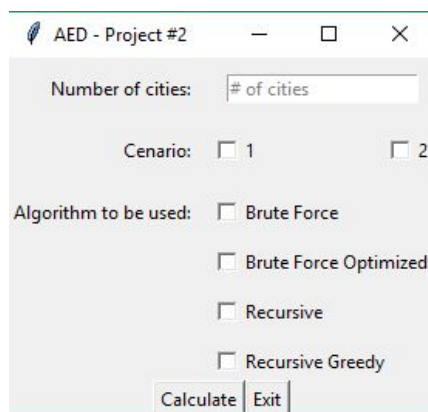 AED - Project #2
Number of cities: # of cities
Cenario: 1 2
Algorithm to be used: Brute Force
Brute Force Optimized
Recursive
Recursive Greedy
Calculate Exit